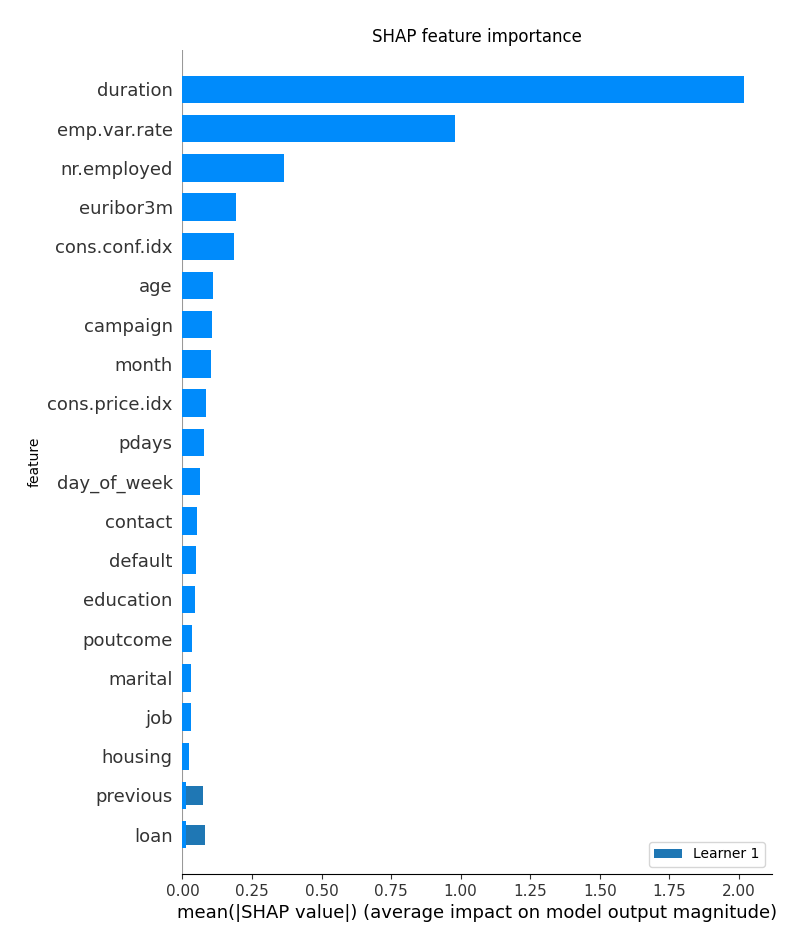 SHAP feature importance
duration
emp.var.rate
nr.employed
euribor3m
cons.conf.idx
age
campaign
month
cons.price.idx
pdays
day_of_week
contact
default
education
poutcome
marital
job
housing
previous
loan
feature
Learner 1
0.00 0.25 0.50 0.75 1.00 1.25 1.50 1.75 2.00
mean(|SHAP value|) (average impact on model output magnitude)